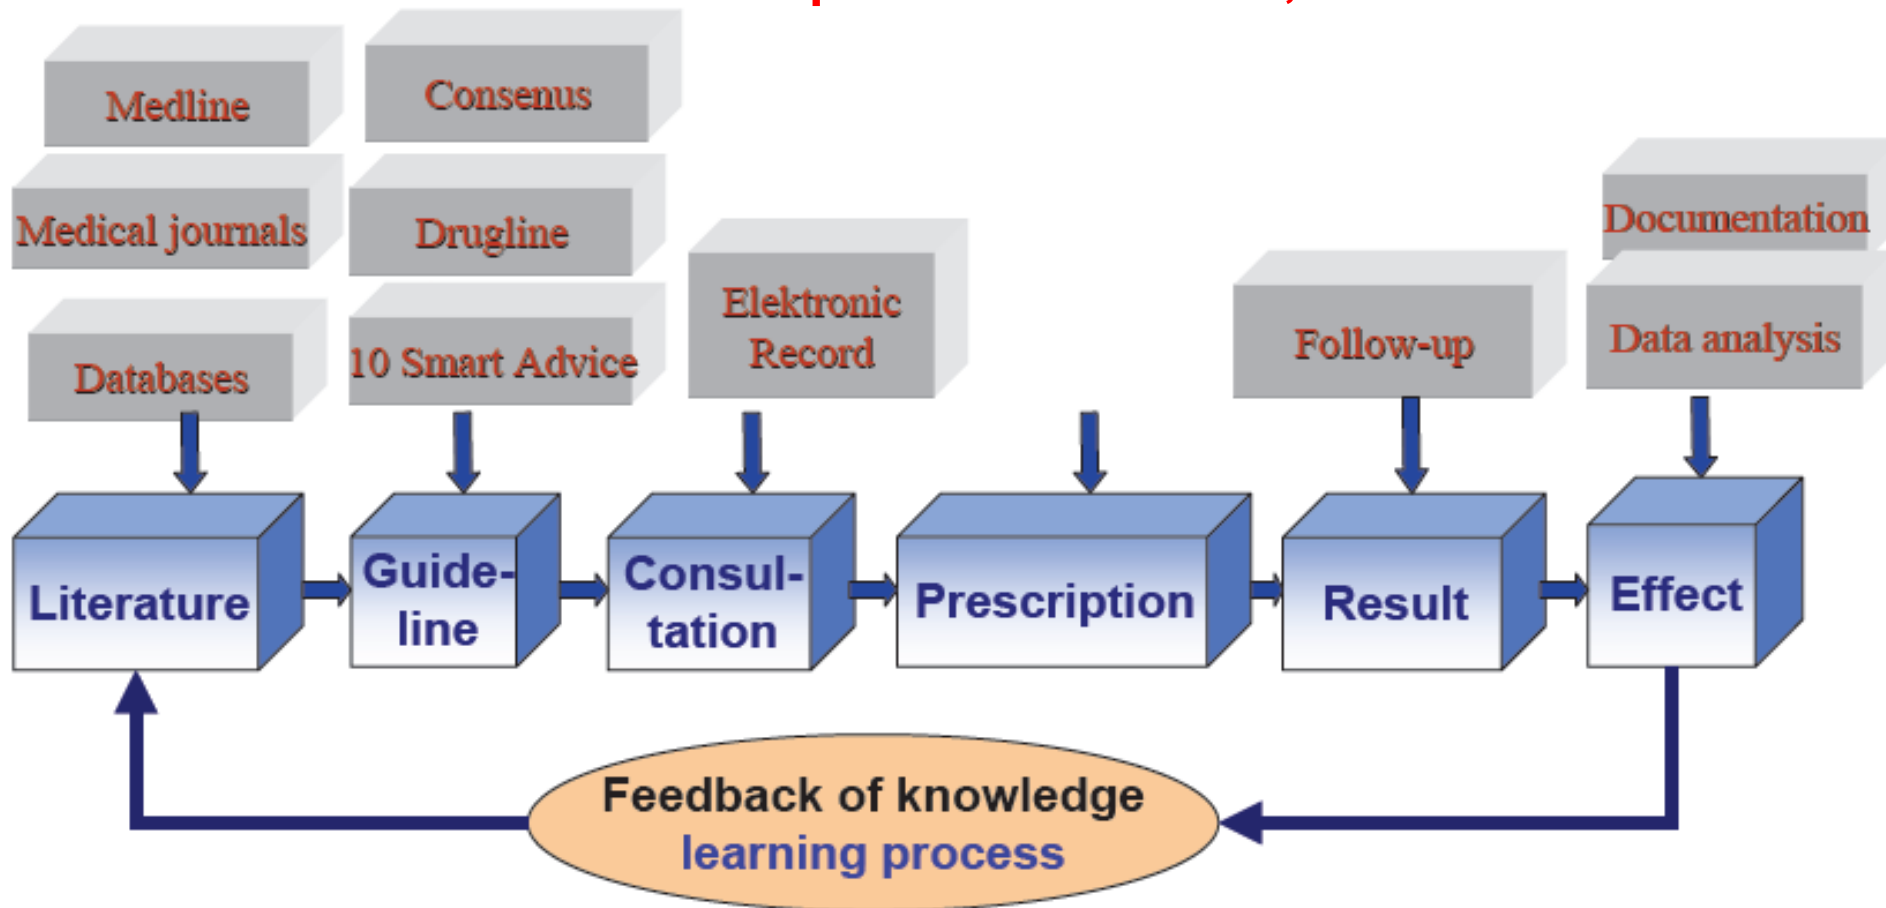 Medline
Consenus
Medical journals
Drugline
Documentation
Elektronic
Record
Databases
10 Smart Advice
Follow-up
Data analysis
Literature
Guide-
line
Consul-
tation
Prescription
Result
Effect
Feedback of knowledge
learning process